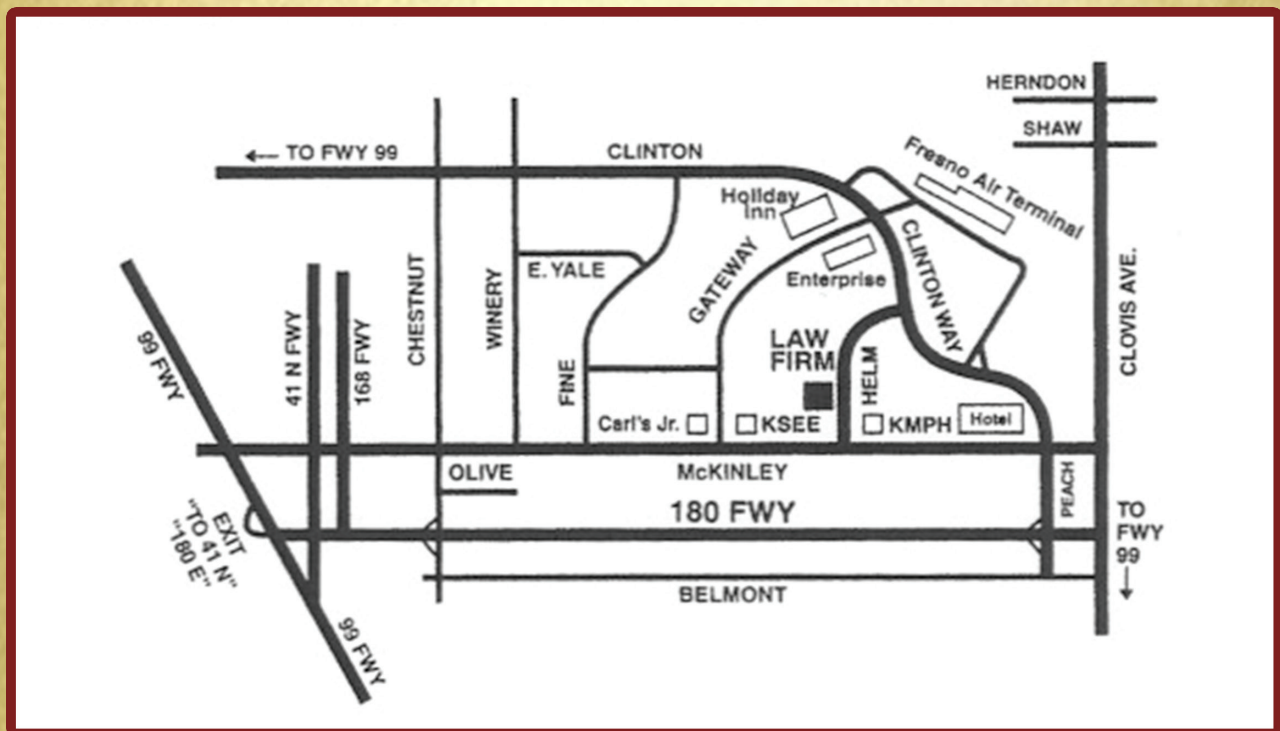 HERNDON
SHAW
← TO FWY 99
CLINTON
Fresno Air Terminal
Holiday
Inn
CLINTON WAY
GATEWAY
Enterprise
E. YALE
CHESTNUT
WINERY
CLOVIS AVE.
99 FWY
41 N FWY
168 FWY
LAW
FIRM
HELM
FINE
Carl's Jr.
KSEE
KMPH
Hotel
OLIVE
McKINLEY
PEACH
180 FWY
TO
FWY
99
EXIT
"TO 41 N"
"180 E"
BELMONT
99 FWY